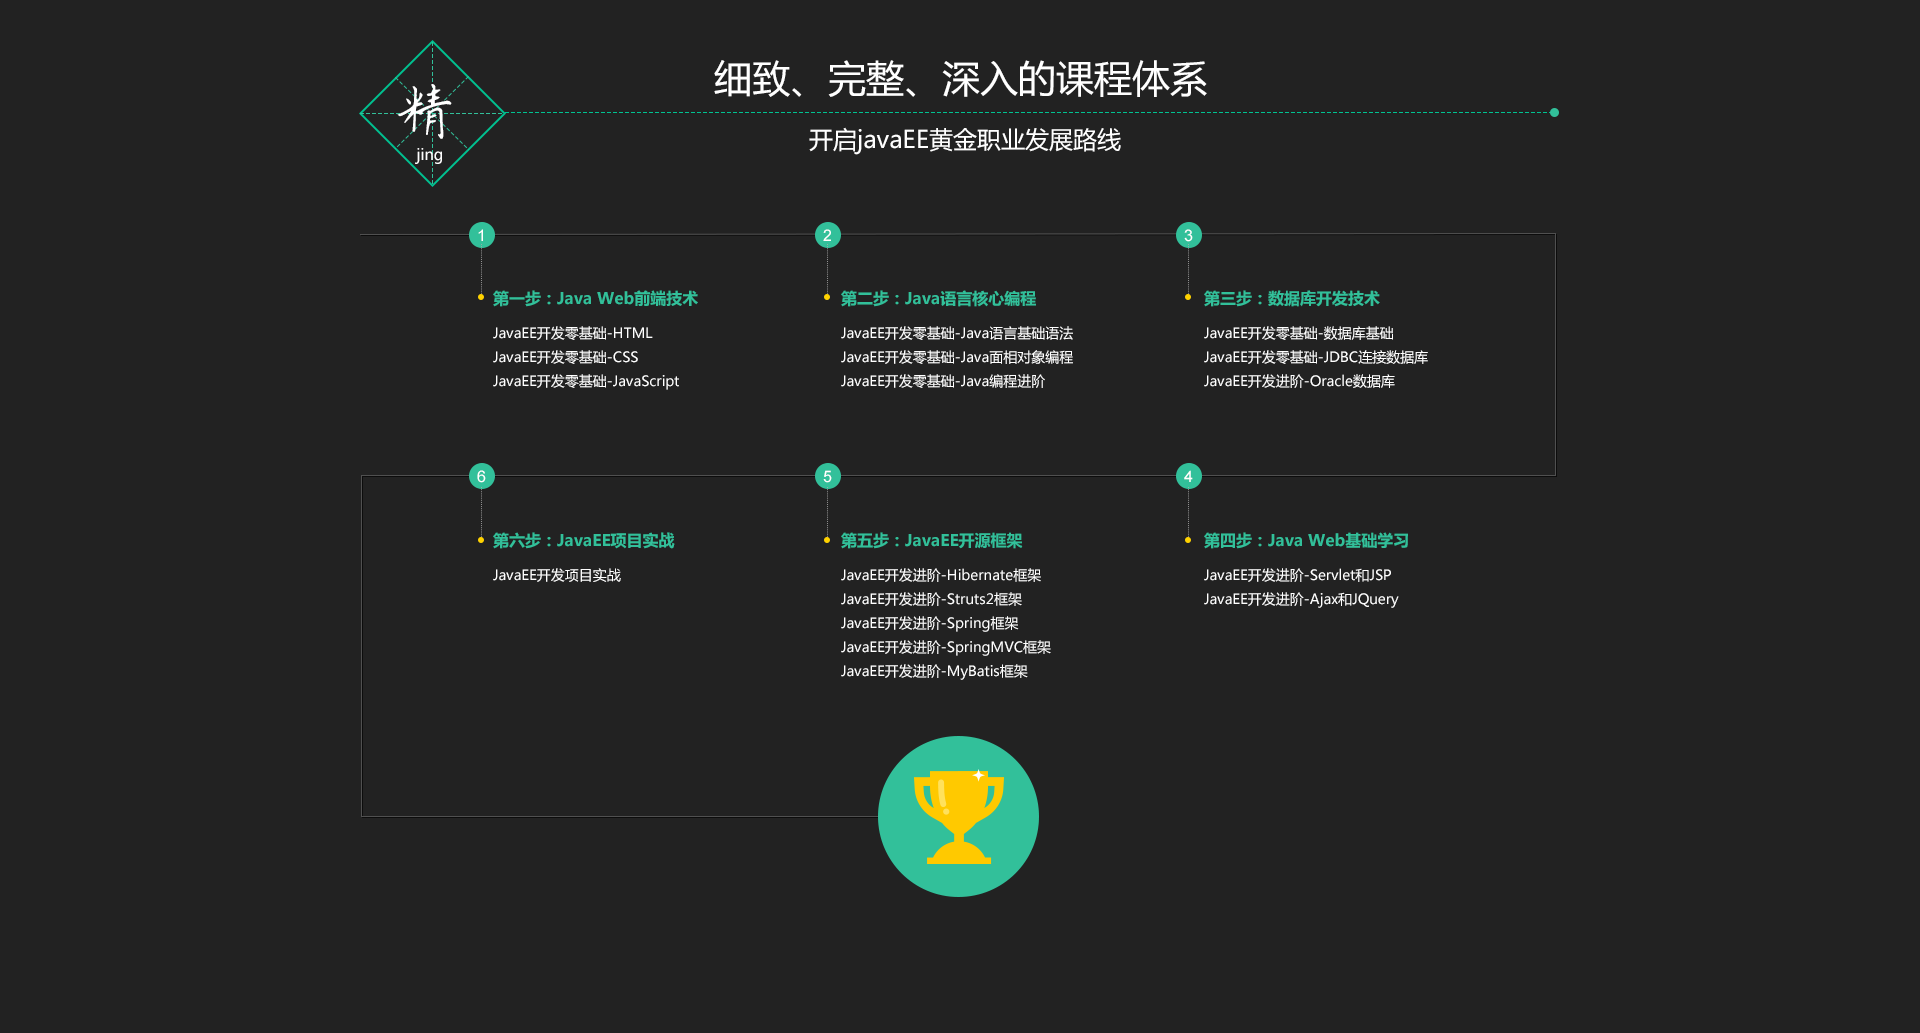 精
jing
细致、完整、深入的课程体系
开启javaEE黄金职业发展路线
1
第一步：Java Web前端技术
JavaEE开发零基础-HTML
JavaEE开发零基础-CSS
JavaEE开发零基础-JavaScript
2
第二步：Java语言核心编程
JavaEE开发零基础-Java语言基础语法
JavaEE开发零基础-Java面相对象编程
JavaEE开发零基础-Java编程进阶
3
第三步：数据库开发技术
JavaEE开发零基础-数据库基础
JavaEE开发零基础-JDBC连接数据库
JavaEE开发进阶-Oracle数据库
4
第四步：Java Web基础学习
JavaEE开发进阶-Servlet和JSP
JavaEE开发进阶-Ajax和JQuery
5
第五步：JavaEE开源框架
JavaEE开发进阶-Hibernate框架
JavaEE开发进阶-Struts2框架
JavaEE开发进阶-Spring框架
JavaEE开发进阶-SpringMVC框架
JavaEE开发进阶-MyBatis框架
6
第六步：JavaEE项目实战
JavaEE开发项目实战